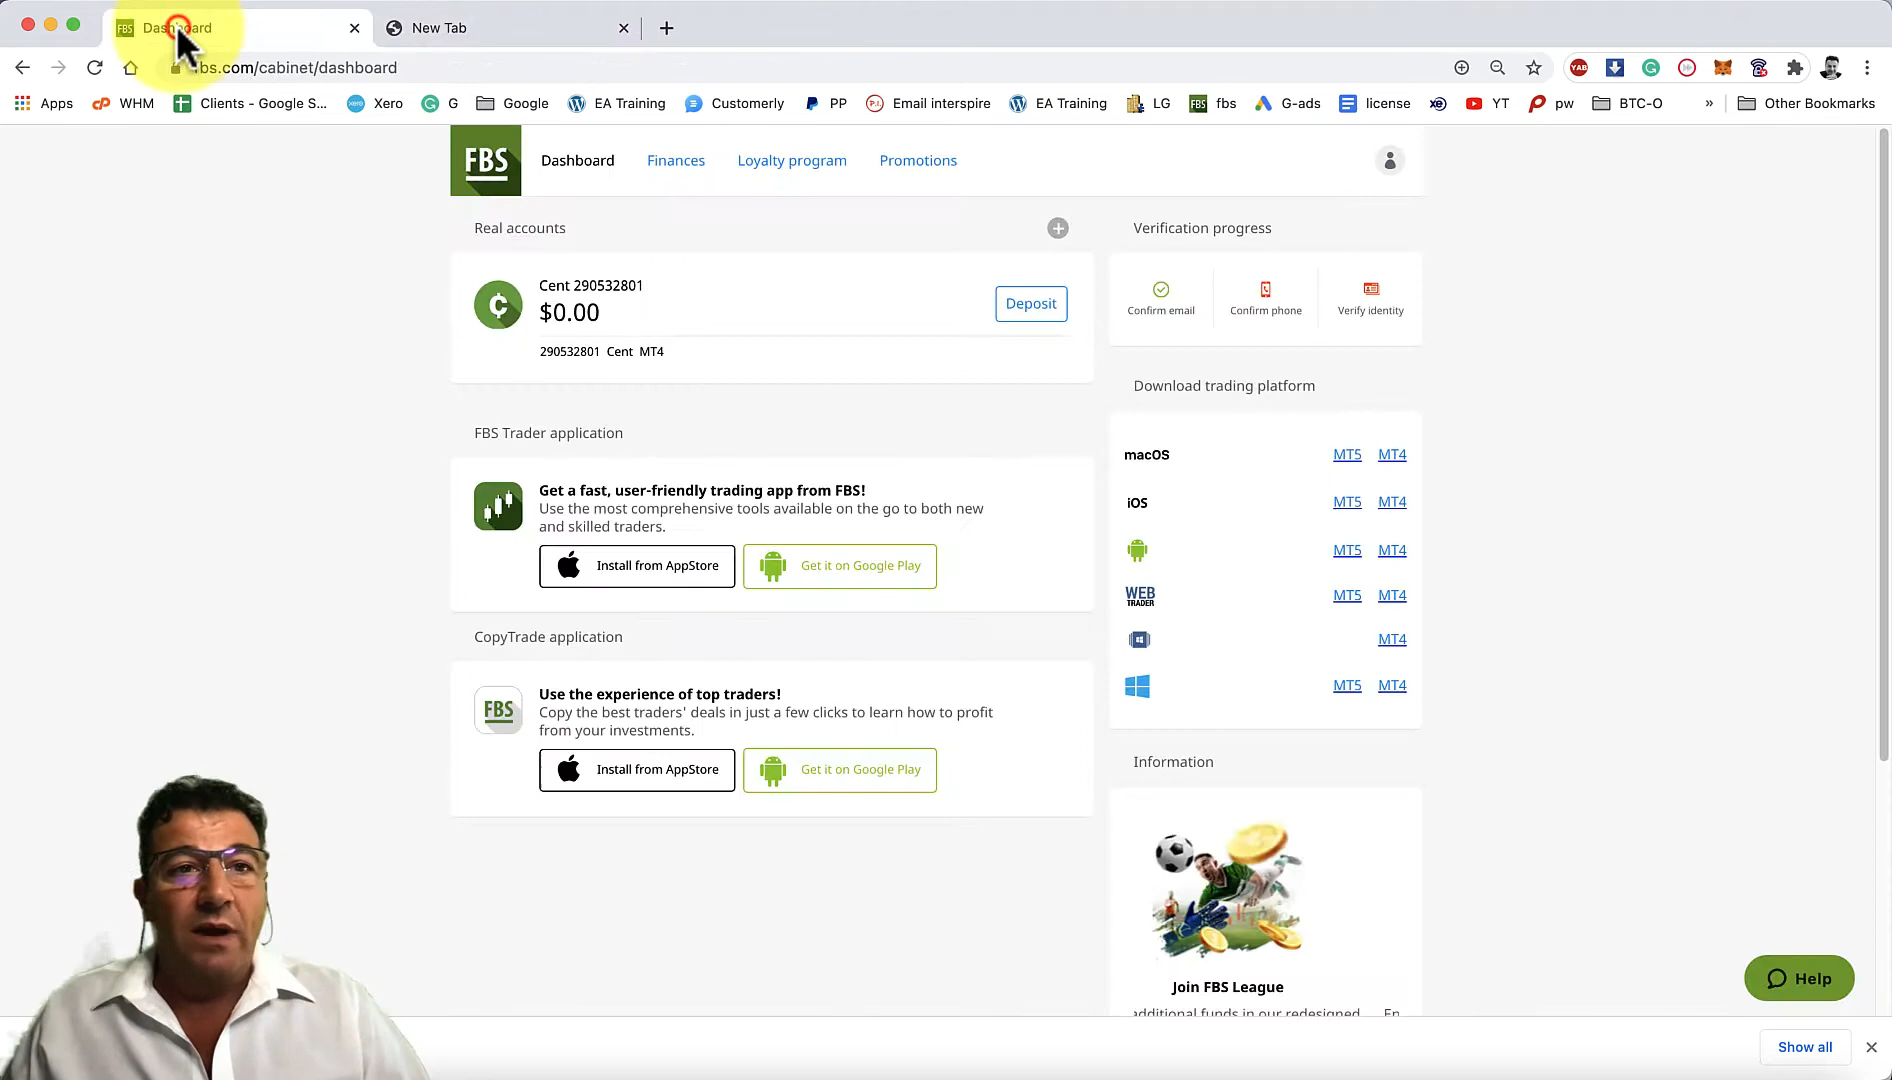 Dashboard
New Tab
fbs.com/cabinet/dashboard
Apps
WHM
Clients - Google S...
Xero
G
Google
EA Training
Customerly
PP
Email interspire
EA Training
LG
fbs
G-ads
license
YT
pw
BTC-O
»
Other Bookmarks
FBS
Dashboard
Finances
Loyalty program
Promotions
Real accounts
Cent 290532801
$0.00
Deposit
290532801 Cent MT4
Verification progress
Confirm email
Confirm phone
Verify identity
Download trading platform
macOS MT5 MT4
iOS MT5 MT4
MT5 MT4
WEB TRADER MT5 MT4
MT4
MT5 MT4
FBS Trader application
Get a fast, user-friendly trading app from FBS!
Use the most comprehensive tools available on the go to both new
and skilled traders.
Install from AppStore
Get it on Google Play
CopyTrade application
FBS
Use the experience of top traders!
Copy the best traders' deals in just a few clicks to learn how to profit
from your investments.
Install from AppStore
Get it on Google Play
Information
Join FBS League
additional funds in our redesigned
En
Help
Show all